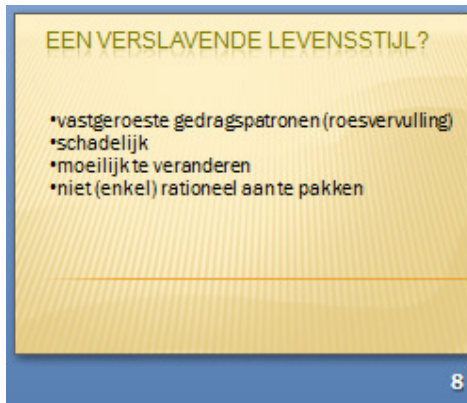 EEN VERSLAVENDE LEVENSSTIJL?
•vastgeroeste gedragspatronen (roesvervulling)
•schadelijk
•moeilijk te veranderen
•niet (enkel) rationeel aan te pakken
8